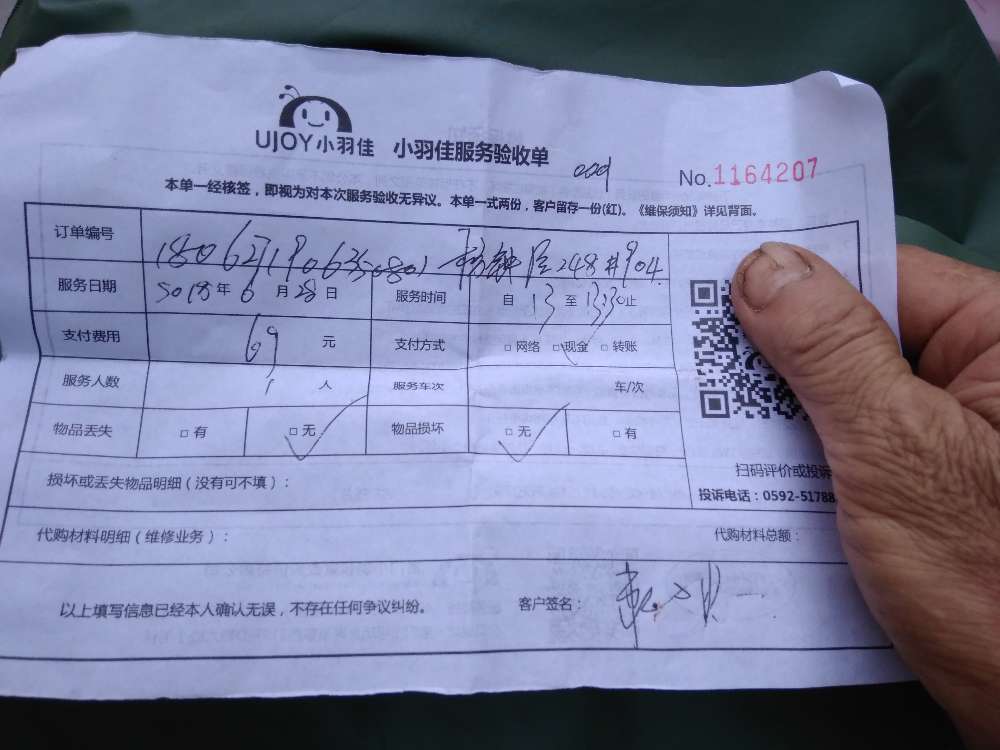 UJOY小羽佳 小羽佳服务验收单
No.1164207
本单一经核签，即视为对本次服务验收无异议。本单一式两份，客户留存一份(红)。《维保须知》详见背面。
订单编号
服务日期 2018年6月28日 服务时间 自13至13:30止
支付费用 69元 支付方式 □网络 □现金 □转账
服务人数 1人 服务车次 车/次
物品丢失 □有 □无 物品损坏 □无 □有
扫码评价或投诉
损坏或丢失物品明细（没有可不填）：
投诉电话：0592-51788
代购材料明细（维修业务）： 代购材料总额：
以上填写信息已经本人确认无误，不存在任何争议纠纷。 客户签名：